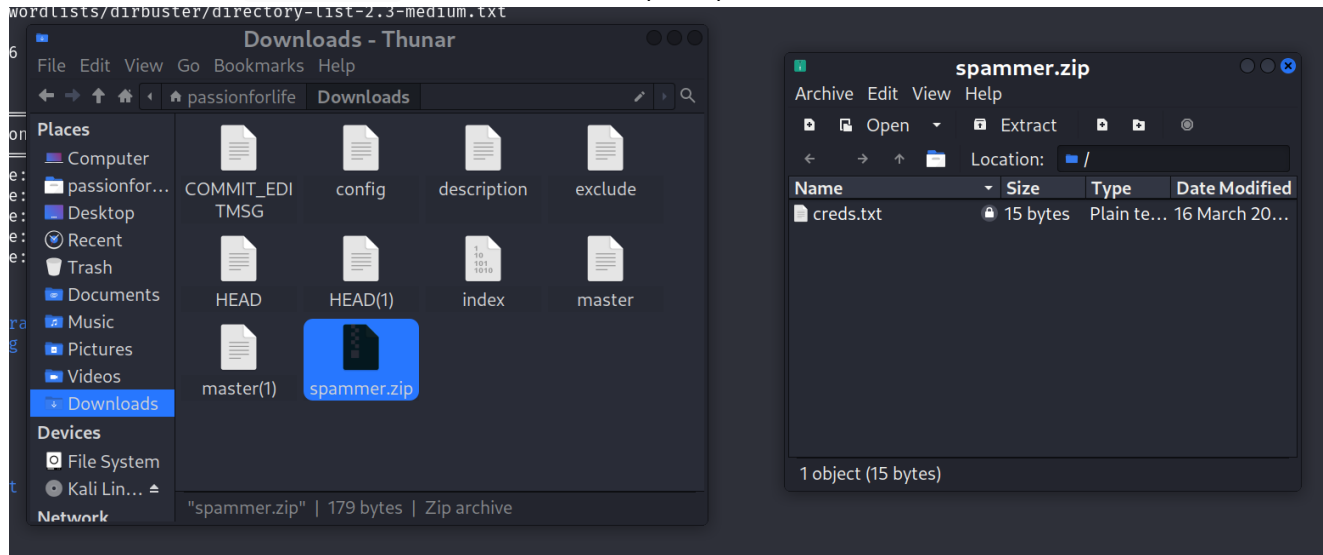 wordlists/dirbuster/directory-list-2.3-medium.txt
6
on
e:
e:
e:
e:
e:
ra
g
t
Downloads - Thunar
File Edit View Go Bookmarks Help
passionforlife Downloads
Places
Computer
passionfor...
Desktop
Recent
Trash
Documents
Music
Pictures
Videos
Downloads
Devices
File System
Kali Lin...
Network
COMMIT_EDI
TMSG
config
description
exclude
HEAD
HEAD(1)
index
master
master(1)
spammer.zip
"spammer.zip" | 179 bytes | Zip archive
spammer.zip
Archive Edit View Help
Open Extract
Location: /
Name Size Type Date Modified
creds.txt 15 bytes Plain te... 16 March 20...
1 object (15 bytes)